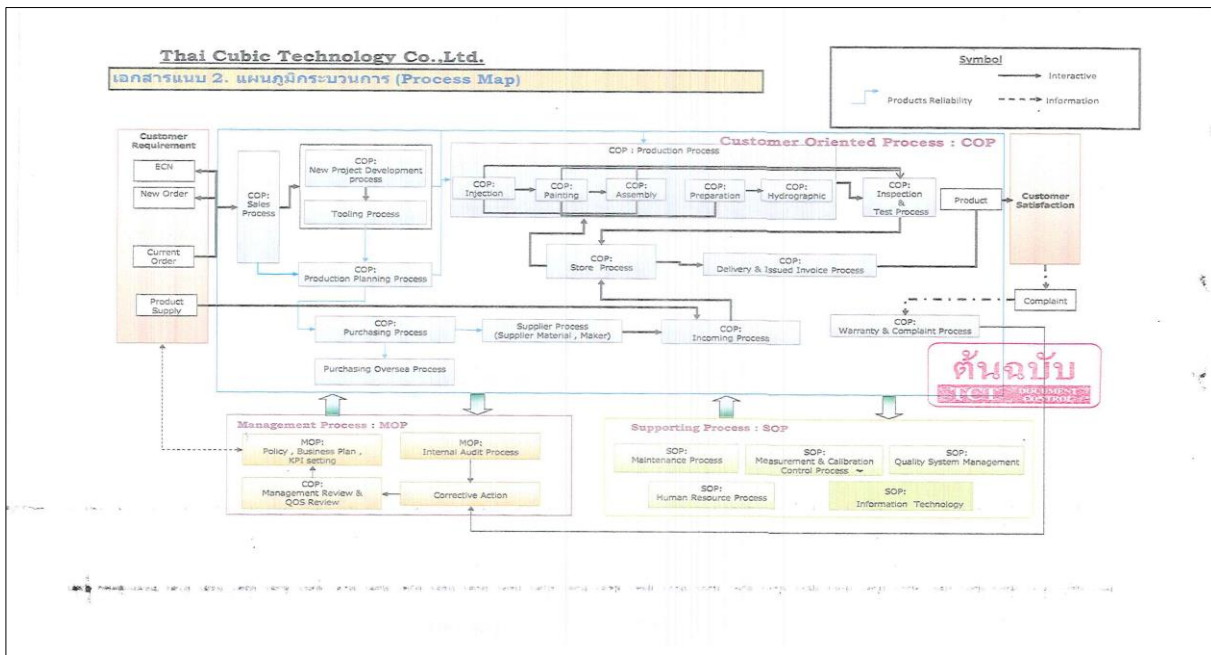 Thai Cubic Technology Co.,Ltd.
เอกสารแนบ 2. แผนภูมิกระบวนการ (Process Map)
Symbol
Interactive
Products Reliability
Information
Customer
Requirement
ECN
New Order
Current
Order
Product
Supply
Customer Oriented Process : COP
COP:
Sales
Process
COP:
New Project Development
process
Tooling Process
COP:
Production Planning Process
COP : Production Process
COP:
Injection
COP:
Painting
COP:
Assembly
COP:
Preparation
COP:
Hydrographic
COP:
Inspection
&
Test Process
Product
Customer
Satisfaction
COP:
Store Process
COP:
Delivery & Issued Invoice Process
Complaint
COP:
Purchasing Process
Supplier Process
(Supplier Material , Maker)
COP:
Incoming Process
COP:
Warranty & Complaint Process
Purchasing Oversea Process
ต้นฉบับ
TCT DOCUMENT
CONTROL
Management Process : MOP
MOP:
Policy , Business Plan ,
KPI setting
MOP:
Internal Audit Process
COP:
Management Review &
QOS Review
Corrective Action
Supporting Process : SOP
SOP:
Maintenance Process
SOP:
Measurement & Calibration
Control Process
SOP:
Quality System Management
SOP:
Human Resource Process
SOP:
Information Technology